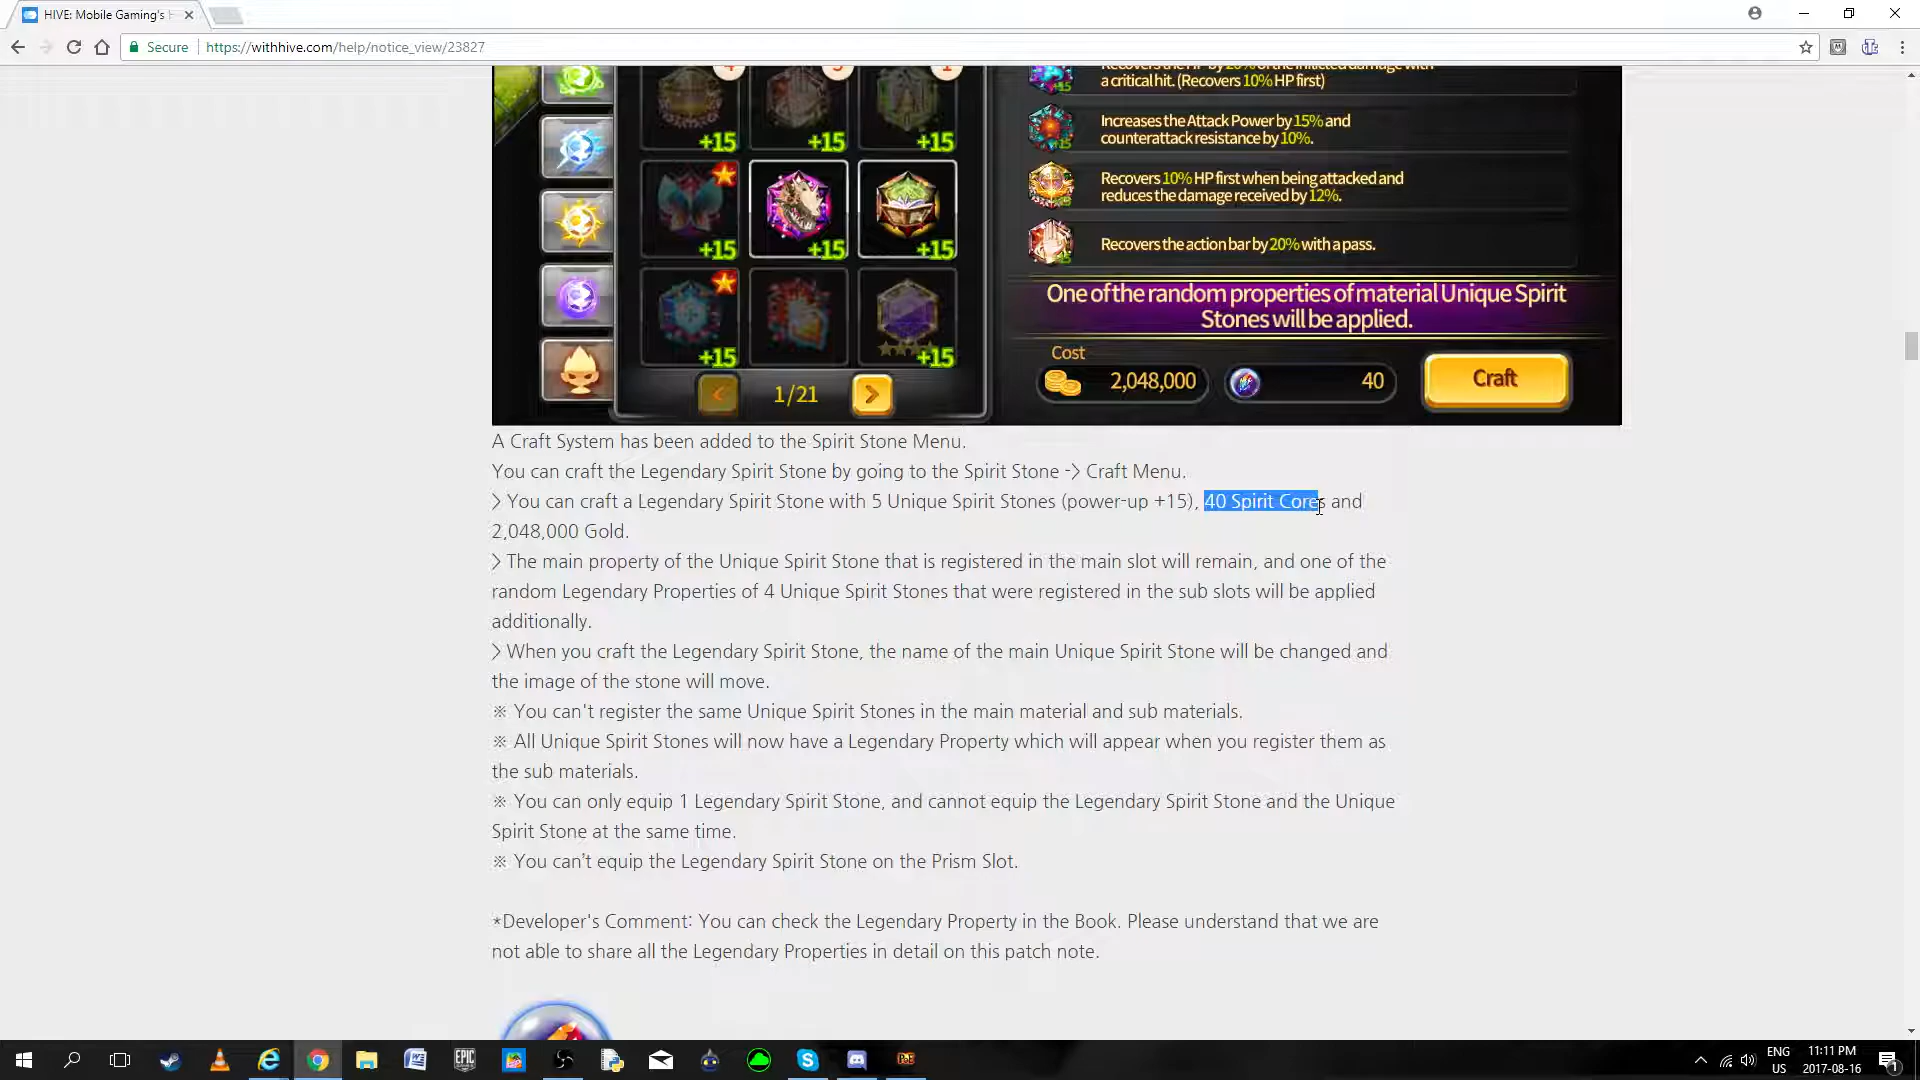 HIVE: Mobile Gaming's H
Secure https://withhive.com/help/notice_view/23827
Recovers the HP by 20% of the inflicted damage with
a critical hit. (Recovers 10% HP first)
Increases the Attack Power by 15% and
counterattack resistance by 10%.
Recovers 10% HP first when being attacked and
reduces the damage received by 12%.
Recovers the action bar by 20% with a pass.
One of the random properties of material Unique Spirit
Stones will be applied.
Cost
2,048,000 40 Craft
+15 +15 +15
+15 +15 +15
+15 +15
1/21
A Craft System has been added to the Spirit Stone Menu.
You can craft the Legendary Spirit Stone by going to the Spirit Stone -> Craft Menu.
> You can craft a Legendary Spirit Stone with 5 Unique Spirit Stones (power-up +15), 40 Spirit Cores and
2,048,000 Gold.
> The main property of the Unique Spirit Stone that is registered in the main slot will remain, and one of the
random Legendary Properties of 4 Unique Spirit Stones that were registered in the sub slots will be applied
additionally.
> When you craft the Legendary Spirit Stone, the name of the main Unique Spirit Stone will be changed and
the image of the stone will move.
※ You can't register the same Unique Spirit Stones in the main material and sub materials.
※ All Unique Spirit Stones will now have a Legendary Property which will appear when you register them as
the sub materials.
※ You can only equip 1 Legendary Spirit Stone, and cannot equip the Legendary Spirit Stone and the Unique
Spirit Stone at the same time.
※ You can't equip the Legendary Spirit Stone on the Prism Slot.
*Developer's Comment: You can check the Legendary Property in the Book. Please understand that we are
not able to share all the Legendary Properties in detail on this patch note.
EPIC
GAMES
ENG
US
11:11 PM
2017-08-16